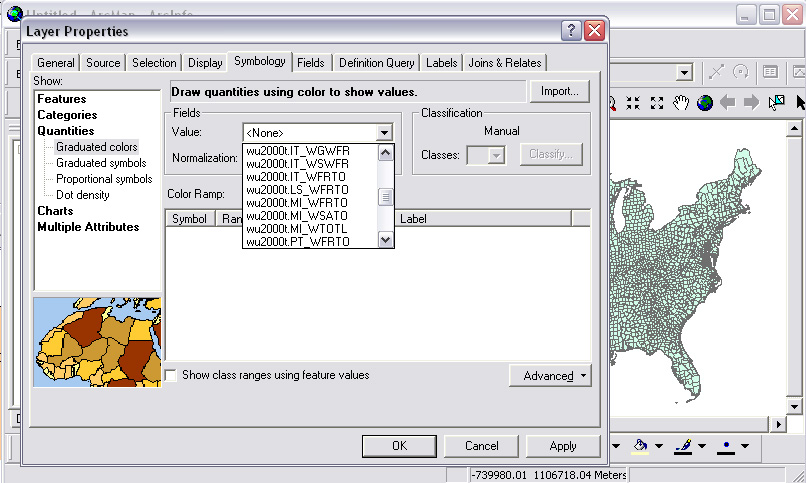 Layer Properties
General Source Selection Display Symbology Fields Definition Query Labels Joins & Relates
Show:
Features
Categories
Quantities
Graduated colors
Graduated symbols
Proportional symbols
Dot density
Charts
Multiple Attributes
Draw quantities using color to show values.
Import...
Fields
Value:
<None>
Normalization:
wu2000t.IT_WGWFR
wu2000t.IT_WSWFR
wu2000t.IT_WFRTO
wu2000t.LS_WFRTO
wu2000t.MI_WFRTO
wu2000t.MI_WSATO
wu2000t.MI_WTOTL
wu2000t.PT_WFRTO
Classification
Manual
Classes:
Classify...
Color Ramp:
Symbol Ran Label
Show class ranges using feature values
Advanced
OK Cancel Apply
-739980.01 1106718.04 Meters